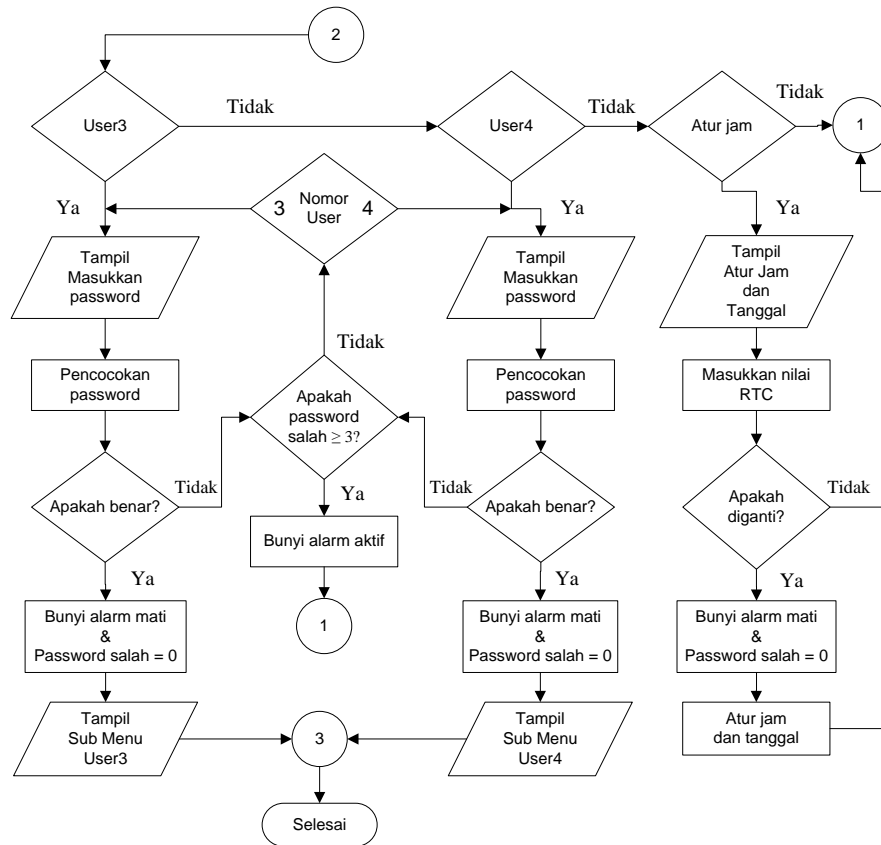 2
User3
Tidak
User4
Tidak
Atur jam
Tidak
1
Ya
3
Nomor
User
4
Ya
Ya
Tampil
Masukkan
password
Tampil
Masukkan
password
Tampil
Atur Jam
dan
Tanggal
Tidak
Pencocokan
password
Apakah
password
salah ≥ 3?
Pencocokan
password
Masukkan nilai
RTC
Apakah benar?
Tidak
Ya
Tidak
Apakah benar?
Apakah
diganti?
Tidak
Bunyi alarm aktif
Ya
Ya
Ya
1
Bunyi alarm mati
&
Password salah = 0
Bunyi alarm mati
&
Password salah = 0
Bunyi alarm mati
&
Password salah = 0
Tampil
Sub Menu
User3
3
Tampil
Sub Menu
User4
Atur jam
dan tanggal
Selesai